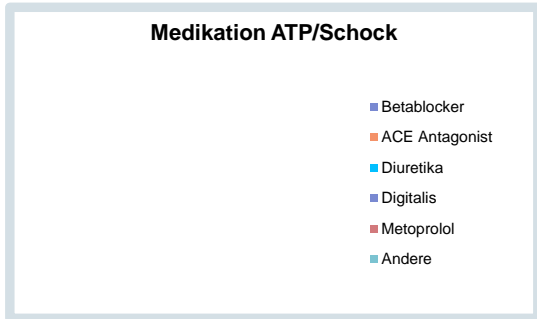 Medikation ATP/Schock
Betablocker
ACE Antagonist
Diuretika
Digitalis
Metoprolol
Andere